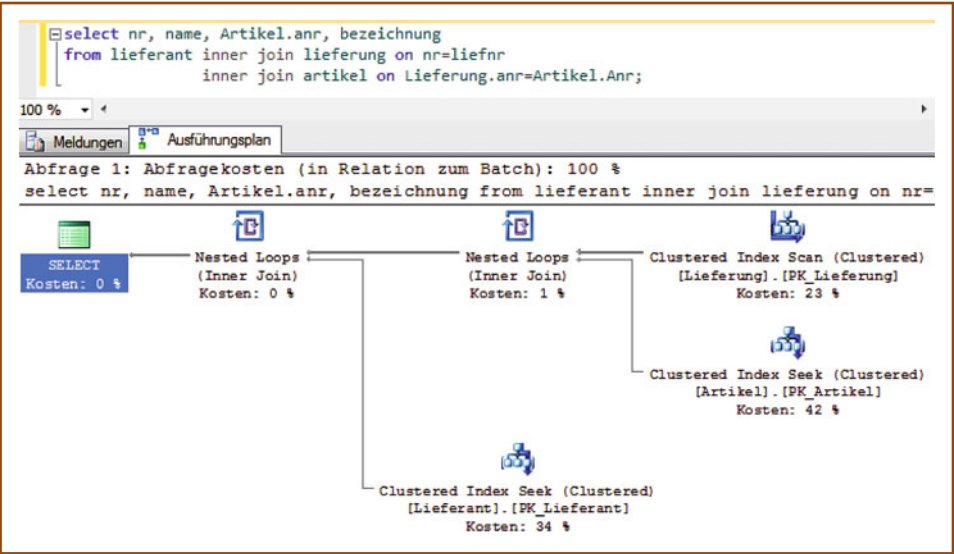 select nr, name, Artikel.anr, bezeichnung
from lieferant inner join lieferung on nr=liefnr
inner join artikel on Lieferung.anr=Artikel.Anr;
100 %
Meldungen Ausführungsplan
Abfrage 1: Abfragekosten (in Relation zum Batch): 100 %
select nr, name, Artikel.anr, bezeichnung from lieferant inner join lieferung on nr=
SELECT
Kosten: 0 %
Nested Loops
(Inner Join)
Kosten: 0 %
Nested Loops
(Inner Join)
Kosten: 1 %
Clustered Index Scan (Clustered)
[Lieferung].[PK_Lieferung]
Kosten: 23 %
Clustered Index Seek (Clustered)
[Artikel].[PK_Artikel]
Kosten: 42 %
Clustered Index Seek (Clustered)
[Lieferant].[PK_Lieferant]
Kosten: 34 %